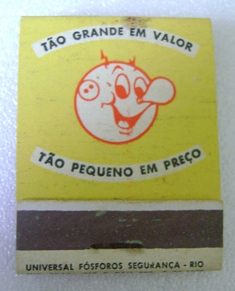 TÃO GRANDE EM VALOR
TÃO PEQUENO EM PREÇO
UNIVERSAL FÓSFOROS SEGURANÇA - RIO